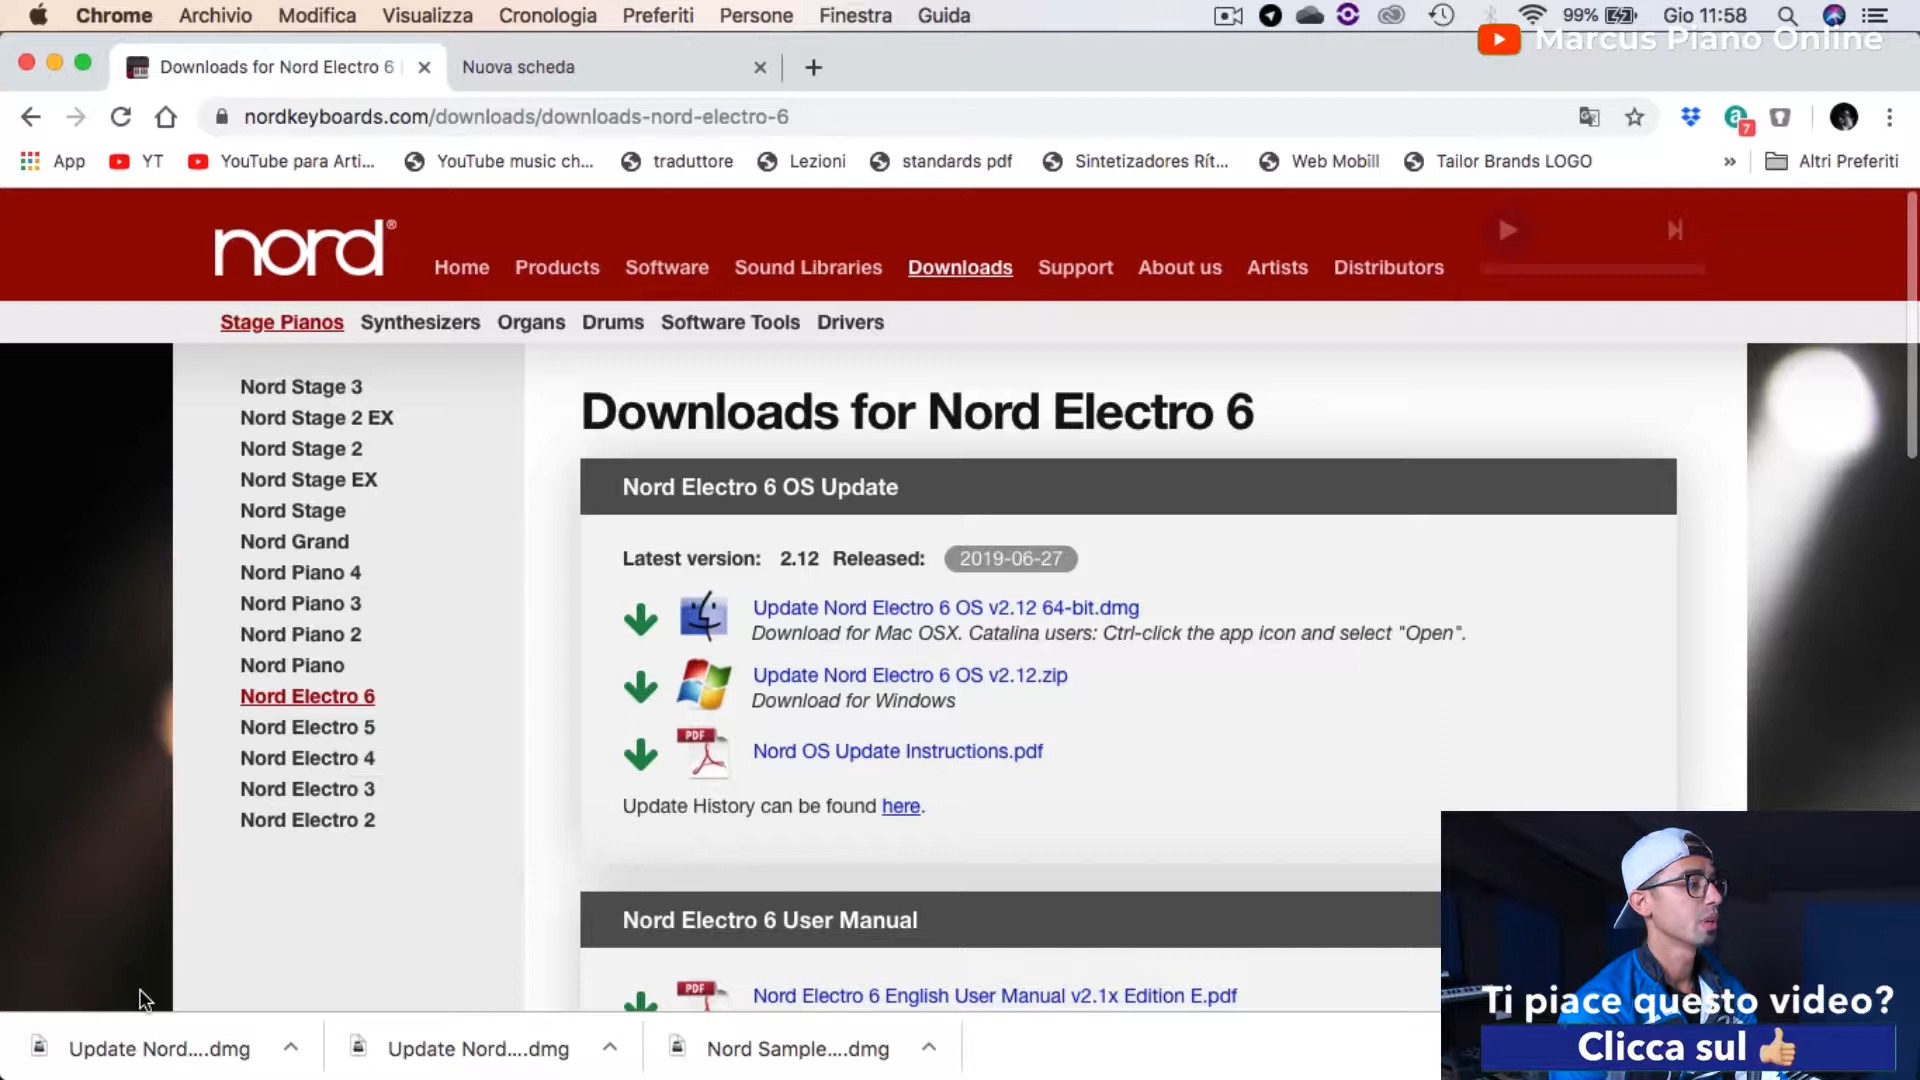 Chrome Archivio Modifica Visualizza Cronologia Preferiti Persone Finestra Guida 99% Gio 11:58
Marcus Piano Online
Downloads for Nord Electro 6 Nuova scheda
nordkeyboards.com/downloads/downloads-nord-electro-6
7
App YT YouTube para Arti... YouTube music ch... traduttore Lezioni standards pdf Sintetizadores Rít... Web Mobill Tailor Brands LOGO » Altri Preferiti
nord®
Home Products Software Sound Libraries Downloads Support About us Artists Distributors
Stage Pianos Synthesizers Organs Drums Software Tools Drivers
Nord Stage 3
Nord Stage 2 EX
Nord Stage 2
Nord Stage EX
Nord Stage
Nord Grand
Nord Piano 4
Nord Piano 3
Nord Piano 2
Nord Piano
Nord Electro 6
Nord Electro 5
Nord Electro 4
Nord Electro 3
Nord Electro 2
Downloads for Nord Electro 6
Nord Electro 6 OS Update
Latest version: 2.12 Released: 2019-06-27
Update Nord Electro 6 OS v2.12 64-bit.dmg
Download for Mac OSX. Catalina users: Ctrl-click the app icon and select "Open".
Update Nord Electro 6 OS v2.12.zip
Download for Windows
PDF
Nord OS Update Instructions.pdf
Update History can be found here.
Nord Electro 6 User Manual
PDF
Nord Electro 6 English User Manual v2.1x Edition E.pdf
Update Nord....dmg Update Nord....dmg Nord Sample....dmg
Ti piace questo video?
Clicca sul 👍